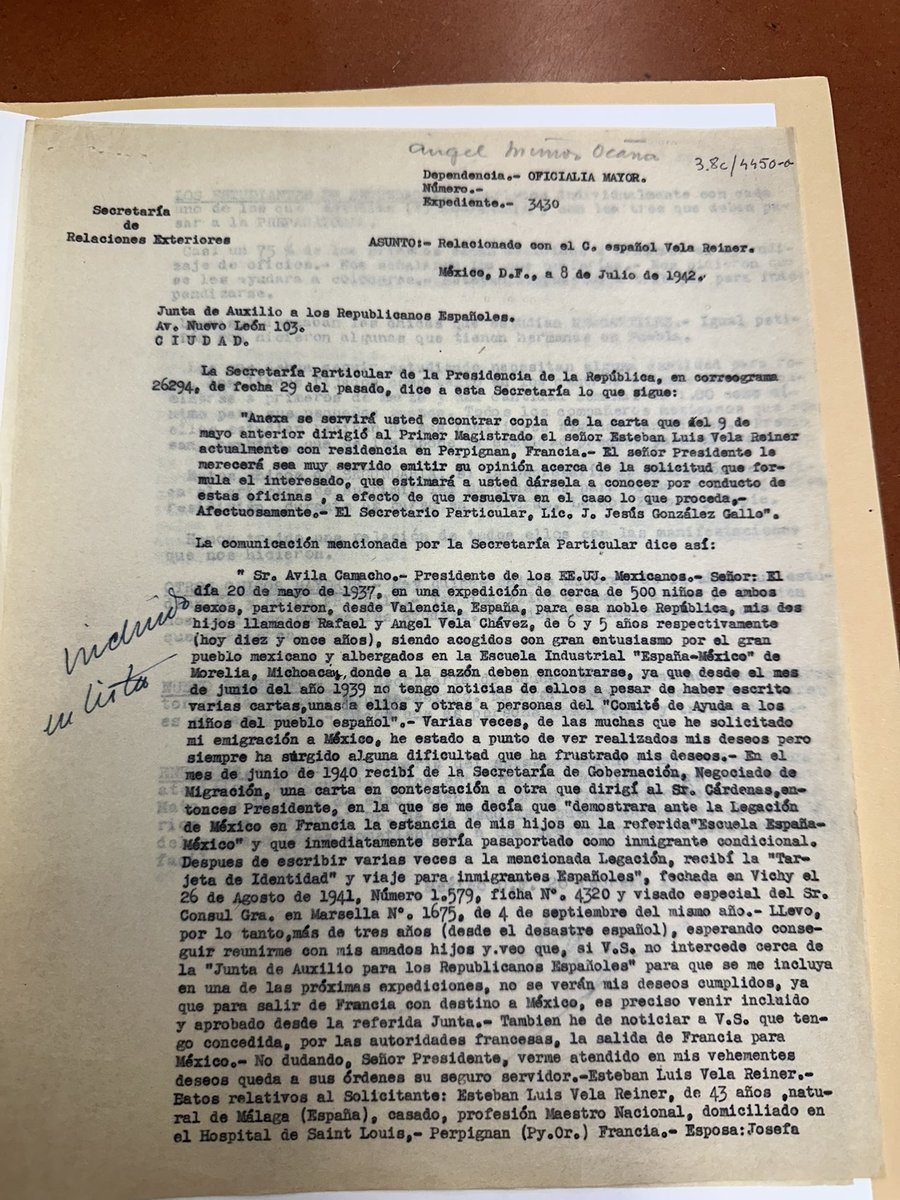 Angel Muñoz Ocaña
3.8c/4450-a
Dependencia.- OFICIALIA MAYOR.
Número.-
Expediente.- 3430
Secretaría
de
Relaciones Exteriores
ASUNTO:- Relacionado con el C. español Vela Reiner.
México, D.F., a 8 de Julio de 1942.
Junta de Auxilio a los Republicanos Españoles.
Av. Nuevo León 103.
C I U D A D.
La Secretaría Particular de la Presidencia de la República, en correograma
26294, de fecha 29 del pasado, dice a esta Secretaría lo que sigue:
"Anexa se servirá usted encontrar copia de la carta que del 9 de
mayo anterior dirigió al Primer Magistrado el señor Esteban Luis Vela Reiner
actualmente con residencia en Perpignan, Francia.- El señor Presidente le
merecerá sea muy servido emitir su opinión acerca de la solicitud que for-
mula el interesado, que estimará a usted dársela a conocer por conducto de
estas oficinas , a efecto de que resuelva en el caso lo que proceda,-
Afectuosamente.- El Secretario Particular, Lic. J. Jesús González Gallo".
La comunicación mencionada por la Secretaría Particular dice así:
" Sr. Avila Camacho.- Presidente de los EE.UU. Mexicanos.- Señor: El
día 20 de mayo de 1937, en una expedición de cerca de 500 niños de ambos
sexos, partieron, desde Valencia, España, para esa noble República, mis dos
hijos llamados Rafael y Angel Vela Chávez, de 6 y 5 años respectivamente
(hoy diez y once años), siendo acogidos con gran entusiasmo por el gran
pueblo mexicano y albergados en la Escuela Industrial "España-México" de
Morelia, Michoacan, donde a la sazón deben encontrarse, ya que desde el mes
de junio del año 1939 no tengo noticias de ellos a pesar de haber escrito
varias cartas,unas a ellos y otras a personas del "Comité de Ayuda a los
niños del pueblo español".- Varias veces, de las muchas que he solicitado
mi emigración a México, he estado a punto de ver realizados mis deseos pero
siempre ha surgido alguna dificultad que ha frustrado mis deseos.- En el
mes de junio de 1940 recibí de la Secretaría de Gobernación, Negociado de
Migración, una carta en contestación a otra que dirigí al Sr. Cárdenas,en-
tonces Presidente, en la que se me decía que "demostrara ante la Legación
de México en Francia la estancia de mis hijos en la referida"Escuela España-
México" y que inmediatamente sería pasaportado como inmigrante condicional.
Despues de escribir varias veces a la mencionada Legación, recibí la "Tar-
jeta de Identidad" y viaje para inmigrantes Españoles", fechada en Vichy el
26 de Agosto de 1941, Número 1.579, ficha Nº. 4320 y visado especial del Sr.
Consul Gra. en Marsella Nº. 1675, de 4 de septiembre del mismo año.- LLevo,
por lo tanto,más de tres años (desde el desastre español), esperando conse-
guir reunirme con mis amados hijos y.veo que, si V.S. no intercede cerca de
la "Junta de Auxilio para los Republicanos Españoles" para que se me incluya
en una de las próximas expediciones, no se verán mis deseos cumplidos, ya
que para salir de Francia con destino a México, es preciso venir incluido
y aprobado desde la referida Junta.- Tambien he de noticiar a V.S. que ten-
go concedida, por las autoridades francesas, la salida de Francia para
México.- No dudando, Señor Presidente, verme atendido en mis vehementes
deseos queda a sus órdenes su seguro servidor.-Esteban Luis Vela Reiner.-
Datos relativos al Solicitante: Esteban Luis Vela Reiner, de 43 años ,natu-
ral de Málaga (España), casado, profesión Maestro Nacional, domiciliado en
el Hospital de Saint Louis,- Perpignan (Py.Or.) Francia.- Esposa:Josefa
incluido
en lista